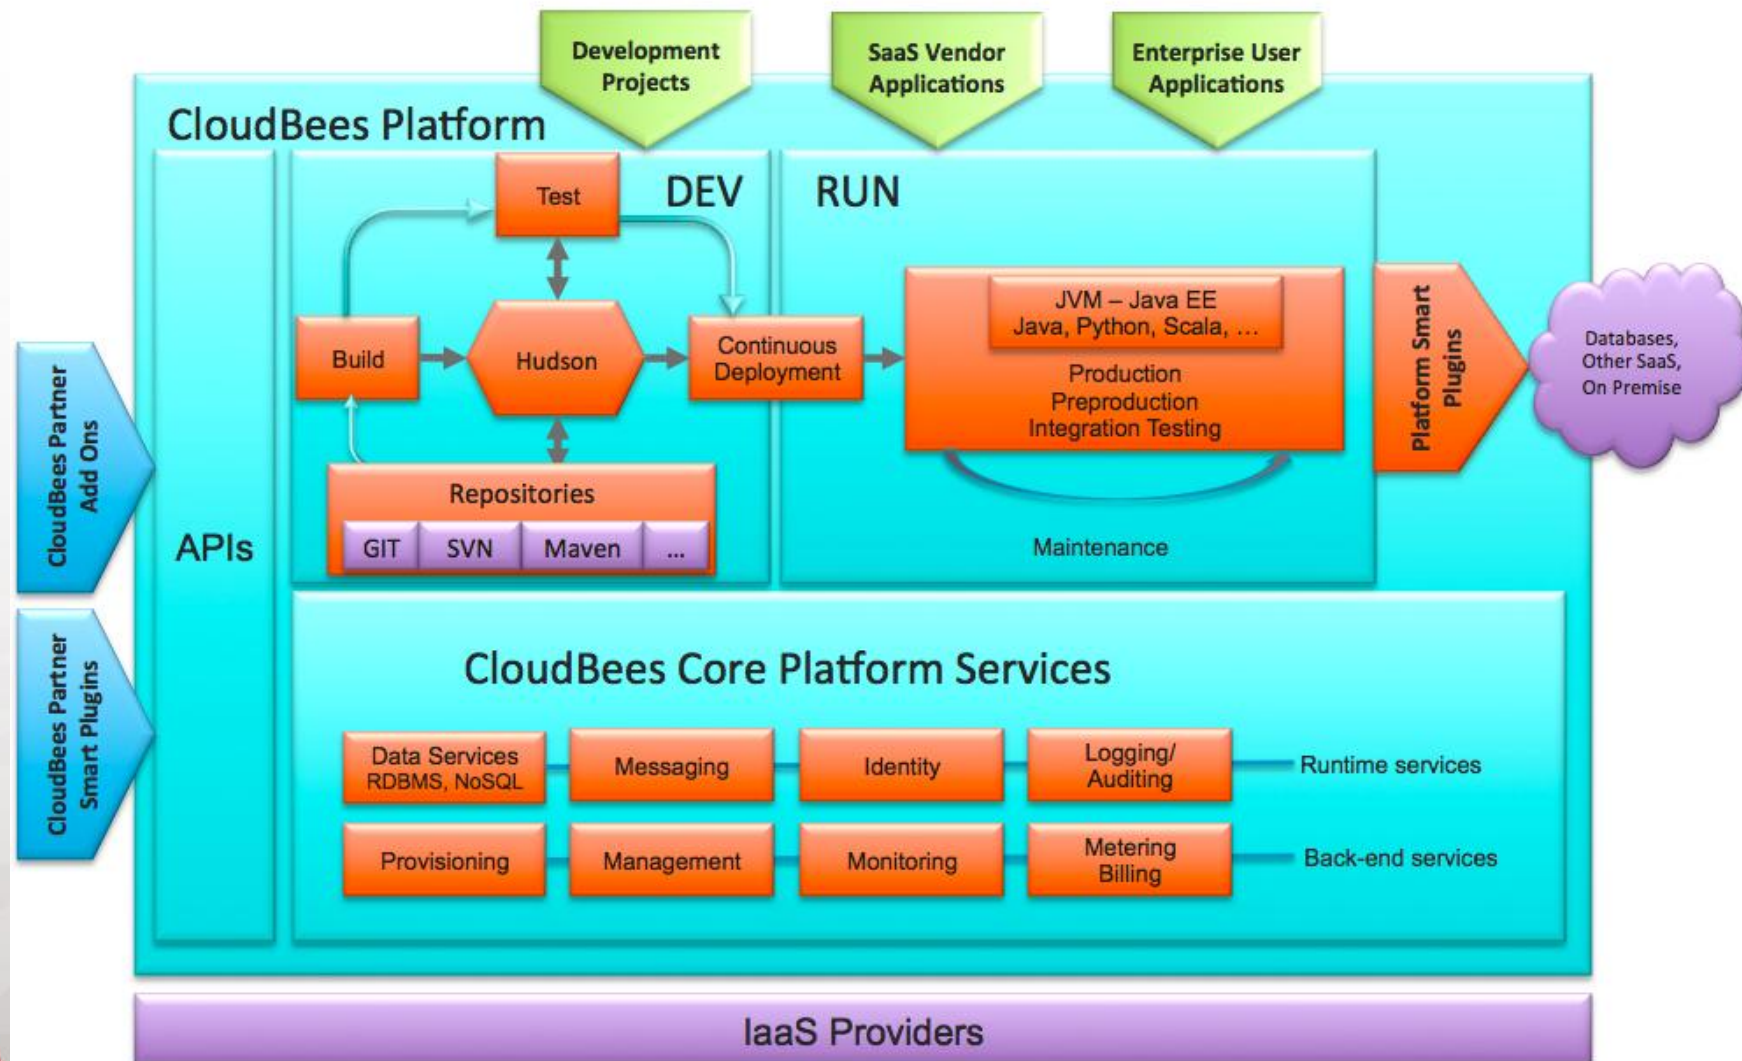 Development
Projects
SaaS Vendor
Applications
Enterprise User
Applications
CloudBees Platform
APIs
DEV
Test
Build
Hudson
Continuous
Deployment
Repositories
GIT
SVN
Maven
...
RUN
JVM – Java EE
Java, Python, Scala, ...
Production
Preproduction
Integration Testing
Maintenance
Platform Smart
Plugins
Databases,
Other SaaS,
On Premise
CloudBees Partner
Add Ons
CloudBees Partner
Smart Plugins
CloudBees Core Platform Services
Data Services
RDBMS, NoSQL
Messaging
Identity
Logging/
Auditing
Runtime services
Provisioning
Management
Monitoring
Metering
Billing
Back-end services
IaaS Providers